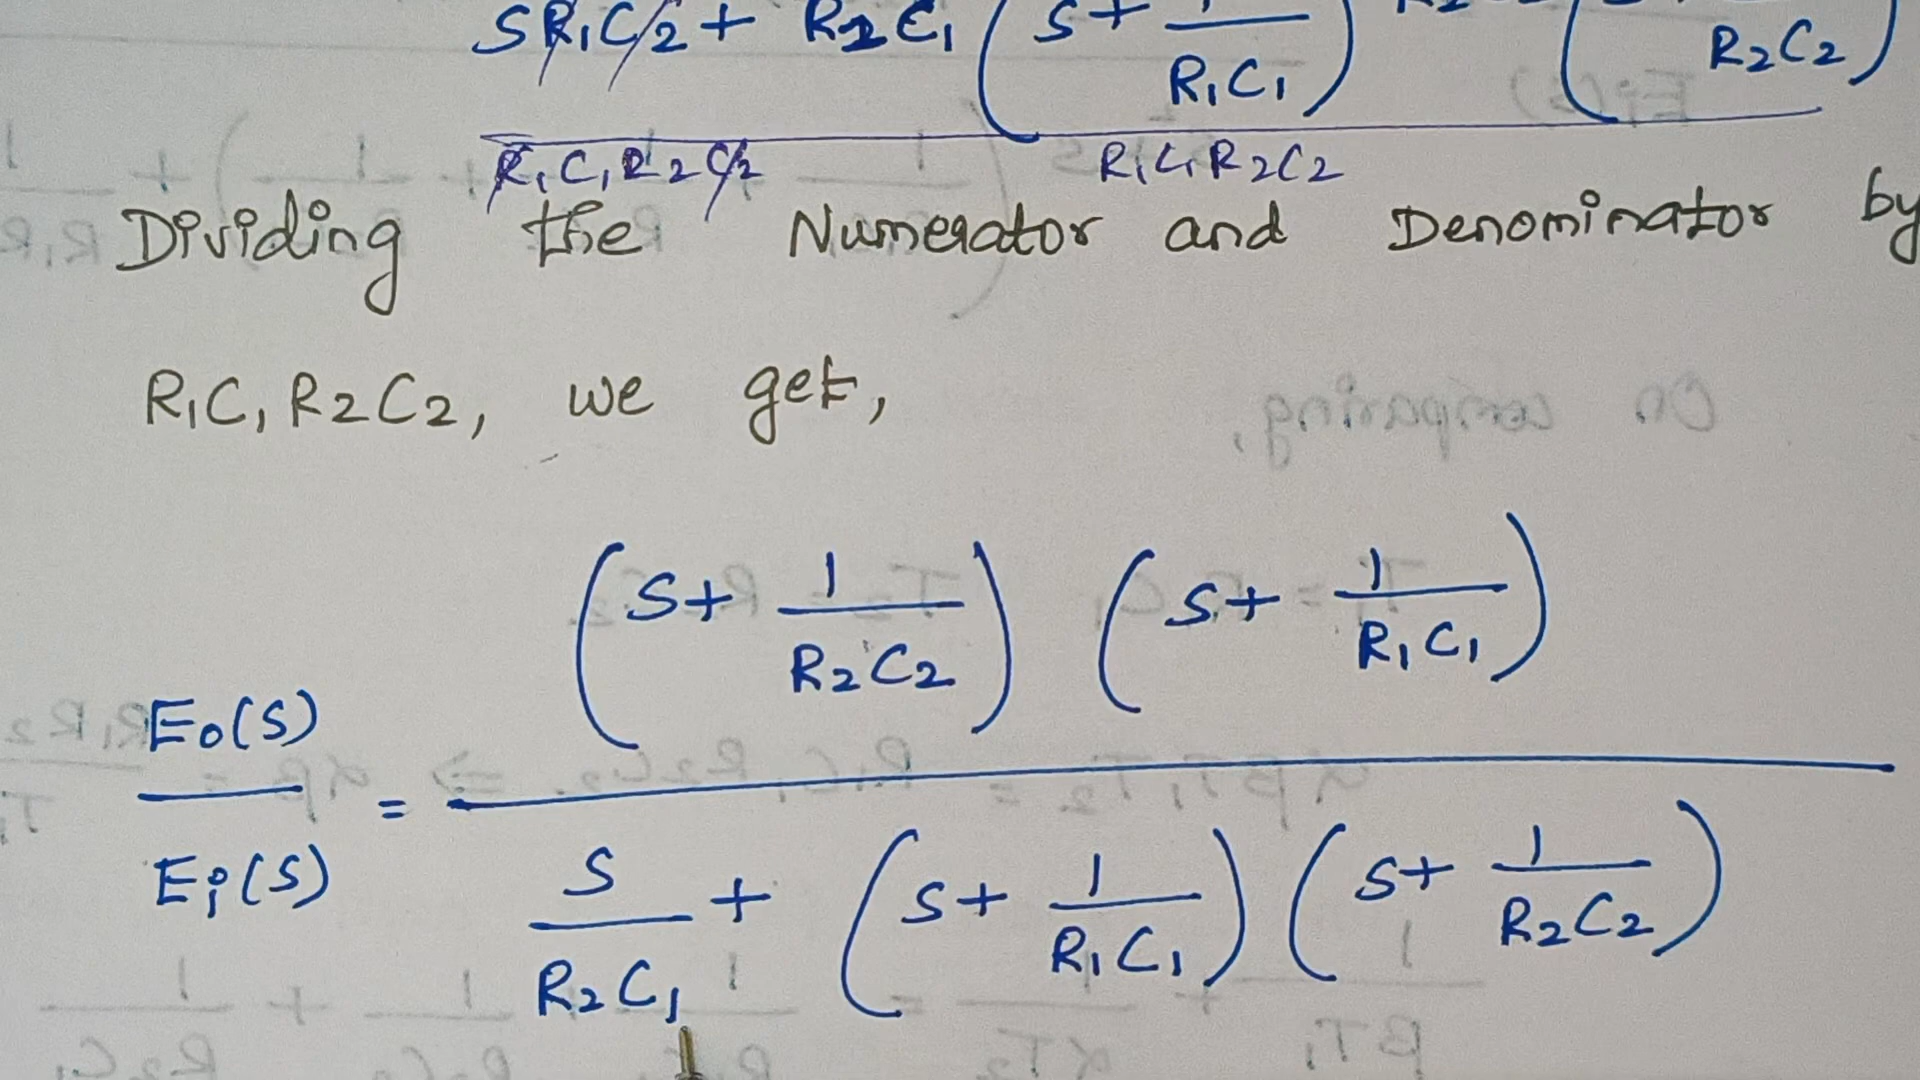 SR1C2 + R2C1 ( S + 1/R1C1 ) ( R2C2 )
R1C1R2C2 R1C1R2C2
Dividing the Numerator and Denominator by
R1C1R2C2, we get,
Eo(S)/Ei(S) = ( S + 1/R2C2 ) ( S + 1/R1C1 )
S/R2C1 + ( S + 1/R1C1 ) ( S + 1/R2C2 )